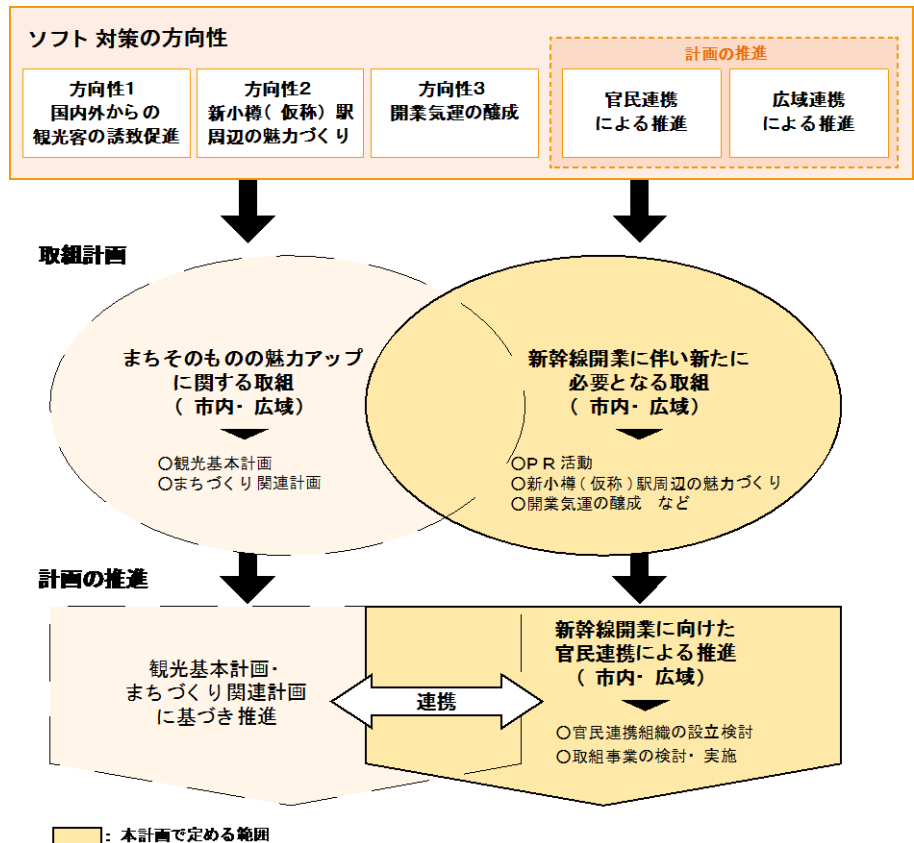 ソフト対策の方向性
計画の推進
方向性1
国内外からの
観光客の誘致促進
方向性2
新小樽(仮称)駅
周辺の魅力づくり
方向性3
開業気運の醸成
官民連携
による推進
広域連携
による推進
取組計画
まちそのものの魅力アップ
に関する取組
(市内・広域)
○観光基本計画
○まちづくり関連計画
新幹線開業に伴い新たに
必要となる取組
(市内・広域)
○PR活動
○新小樽(仮称)駅周辺の魅力づくり
○開業気運の醸成 など
計画の推進
観光基本計画・
まちづくり関連計画
に基づき推進
連携
新幹線開業に向けた
官民連携による推進
(市内・広域)
○官民連携組織の設立検討
○取組事業の検討・実施
：本計画で定める範囲